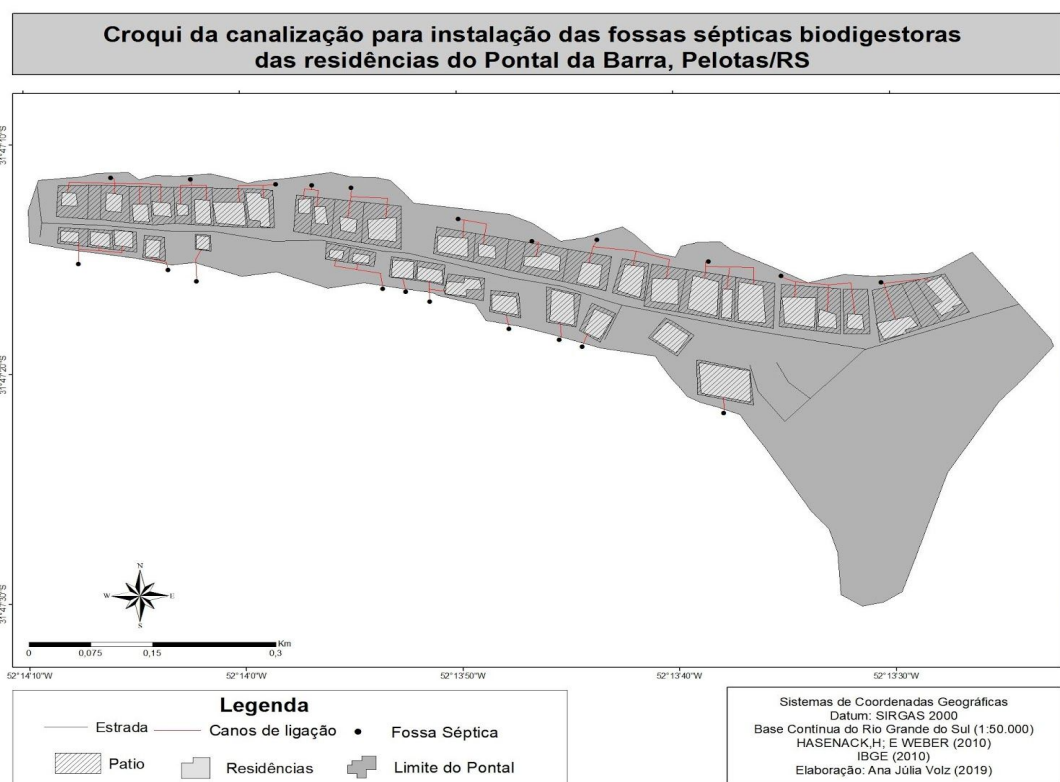 Croqui da canalização para instalação das fossas sépticas biodigestoras
das residências do Pontal da Barra, Pelotas/RS
31°47'10"S
31°47'20"S
31°47'30"S
N
W
E
S
Km
0
0,075
0,15
0,3
52°14'10"W
52°14'0"W
52°13'50"W
52°13'40"W
52°13'30"W
Legenda
Estrada
Canos de ligação
Fossa Séptica
Patio
Residências
Limite do Pontal
Sistemas de Coordenadas Geográficas
Datum: SIRGAS 2000
Base Continua do Rio Grande do Sul (1:50.000)
HASENACK,H; E WEBER (2010)
IBGE (2010)
Elaboração: Ana Júlia Volz (2019)